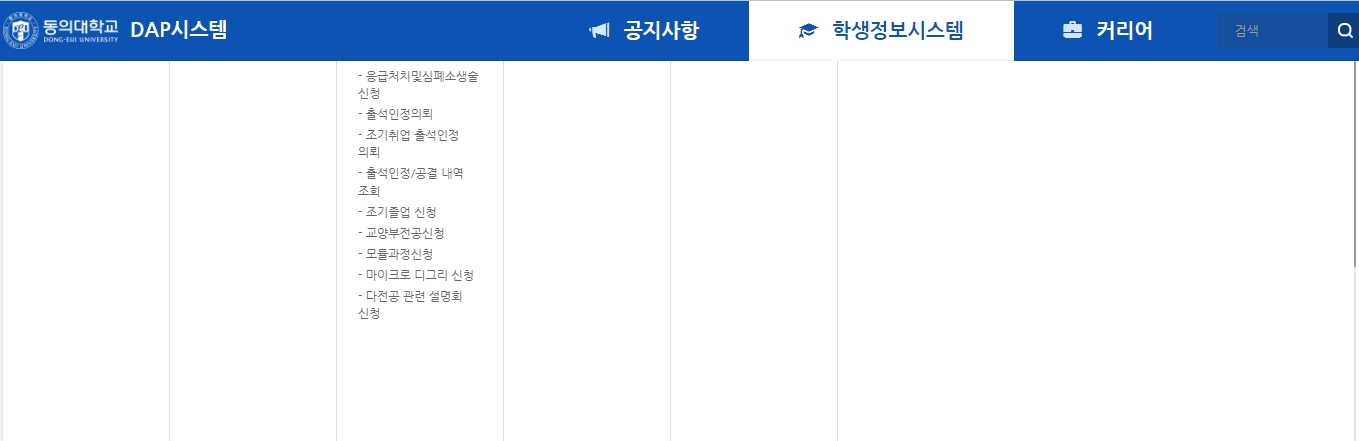 동의대학교
DONG-EUI UNIVERSITY
DAP시스템
공지사항
학생정보시스템
커리어
검색
- 응급처치및심폐소생술
신청
- 출석인정의뢰
- 조기취업 출석인정
의뢰
- 출석인정/공결 내역
조회
- 조기졸업 신청
- 교양부전공신청
- 모듈과정신청
- 마이크로 디그리 신청
- 다전공 관련 설명회
신청